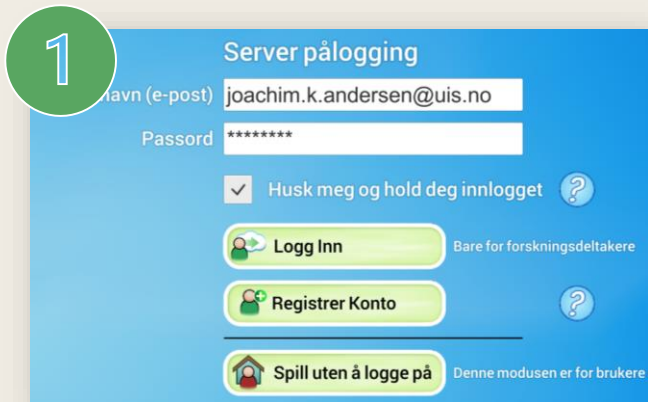 1
Server pålogging
navn (e-post) joachim.k.andersen@uis.no
Passord ********
Husk meg og hold deg innlogget ?
Logg Inn Bare for forskningsdeltakere
Registrer Konto ?
Spill uten å logge på Denne modusen er for brukere